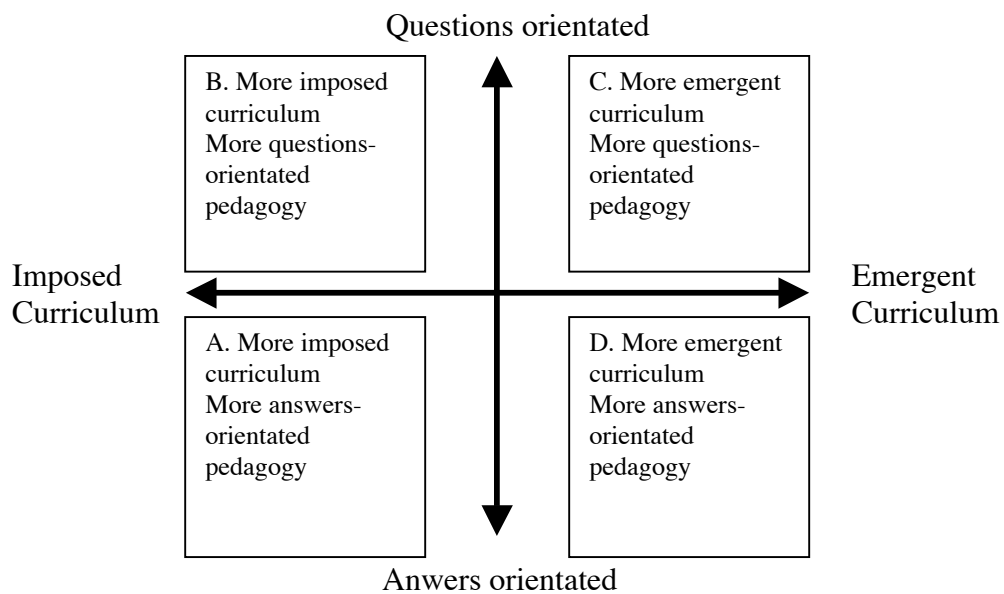 Questions orientated
B. More imposed
curriculum
More questions-
orientated
pedagogy
C. More emergent
curriculum
More questions-
orientated
pedagogy
Imposed
Curriculum
Emergent
Curriculum
A. More imposed
curriculum
More answers-
orientated
pedagogy
D. More emergent
curriculum
More answers-
orientated
pedagogy
Anwers orientated